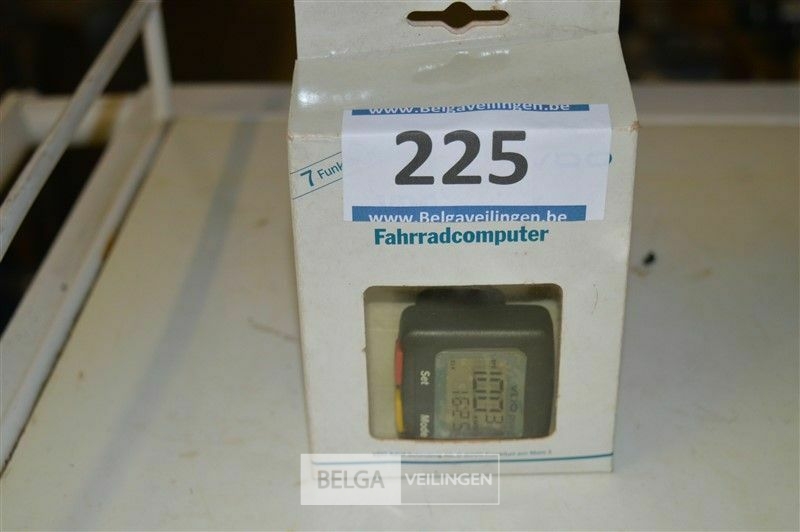 www.Belgaveilingen.be
225
7 Funk
www.Belgaveilingen.be
Fahrradcomputer
Set
Mode
BELGA VEILINGEN